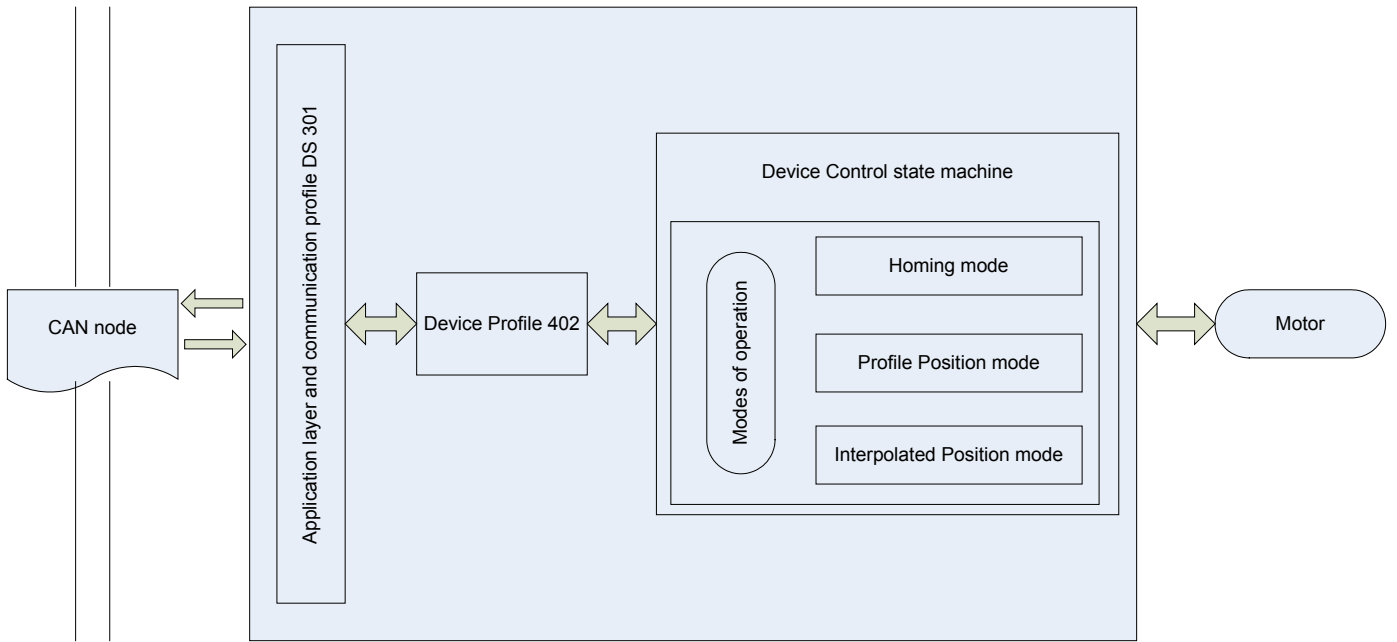 CAN node
Application layer and communication profile DS 301
Device Profile 402
Device Control state machine
Modes of operation
Homing mode
Profile Position mode
Interpolated Position mode
Motor